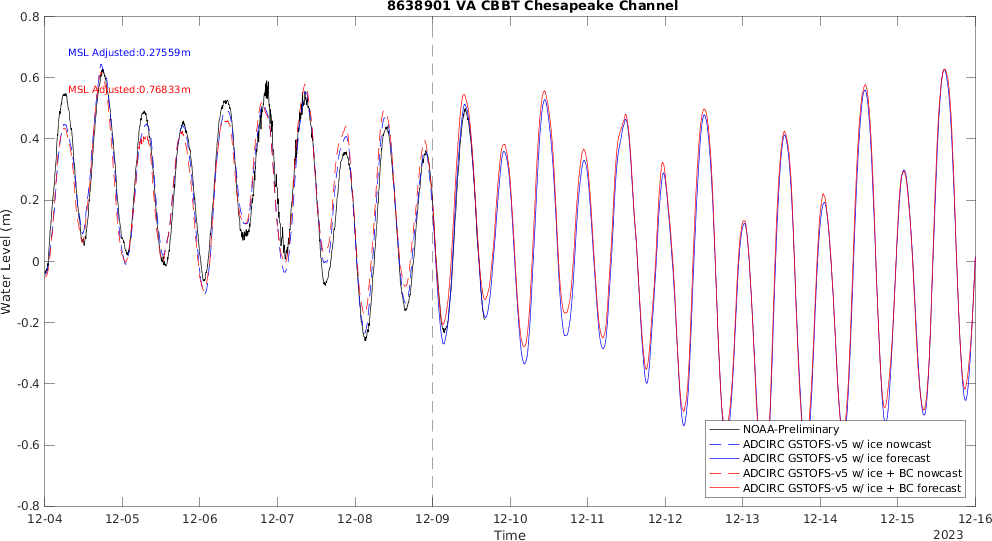 8638901 VA CBBT Chesapeake Channel
MSL Adjusted:0.27559m
MSL Adjusted:0.76833m
Water Level (m)
0.8
0.6
0.4
0.2
0
-0.2
-0.4
-0.6
-0.8
NOAA-Preliminary
ADCIRC GSTOFS-v5 w/ ice nowcast
ADCIRC GSTOFS-v5 w/ ice forecast
ADCIRC GSTOFS-v5 w/ ice + BC nowcast
ADCIRC GSTOFS-v5 w/ ice + BC forecast
12-04 12-05 12-06 12-07 12-08 12-09 12-10 12-11 12-12 12-13 12-14 12-15 12-16
Time
2023